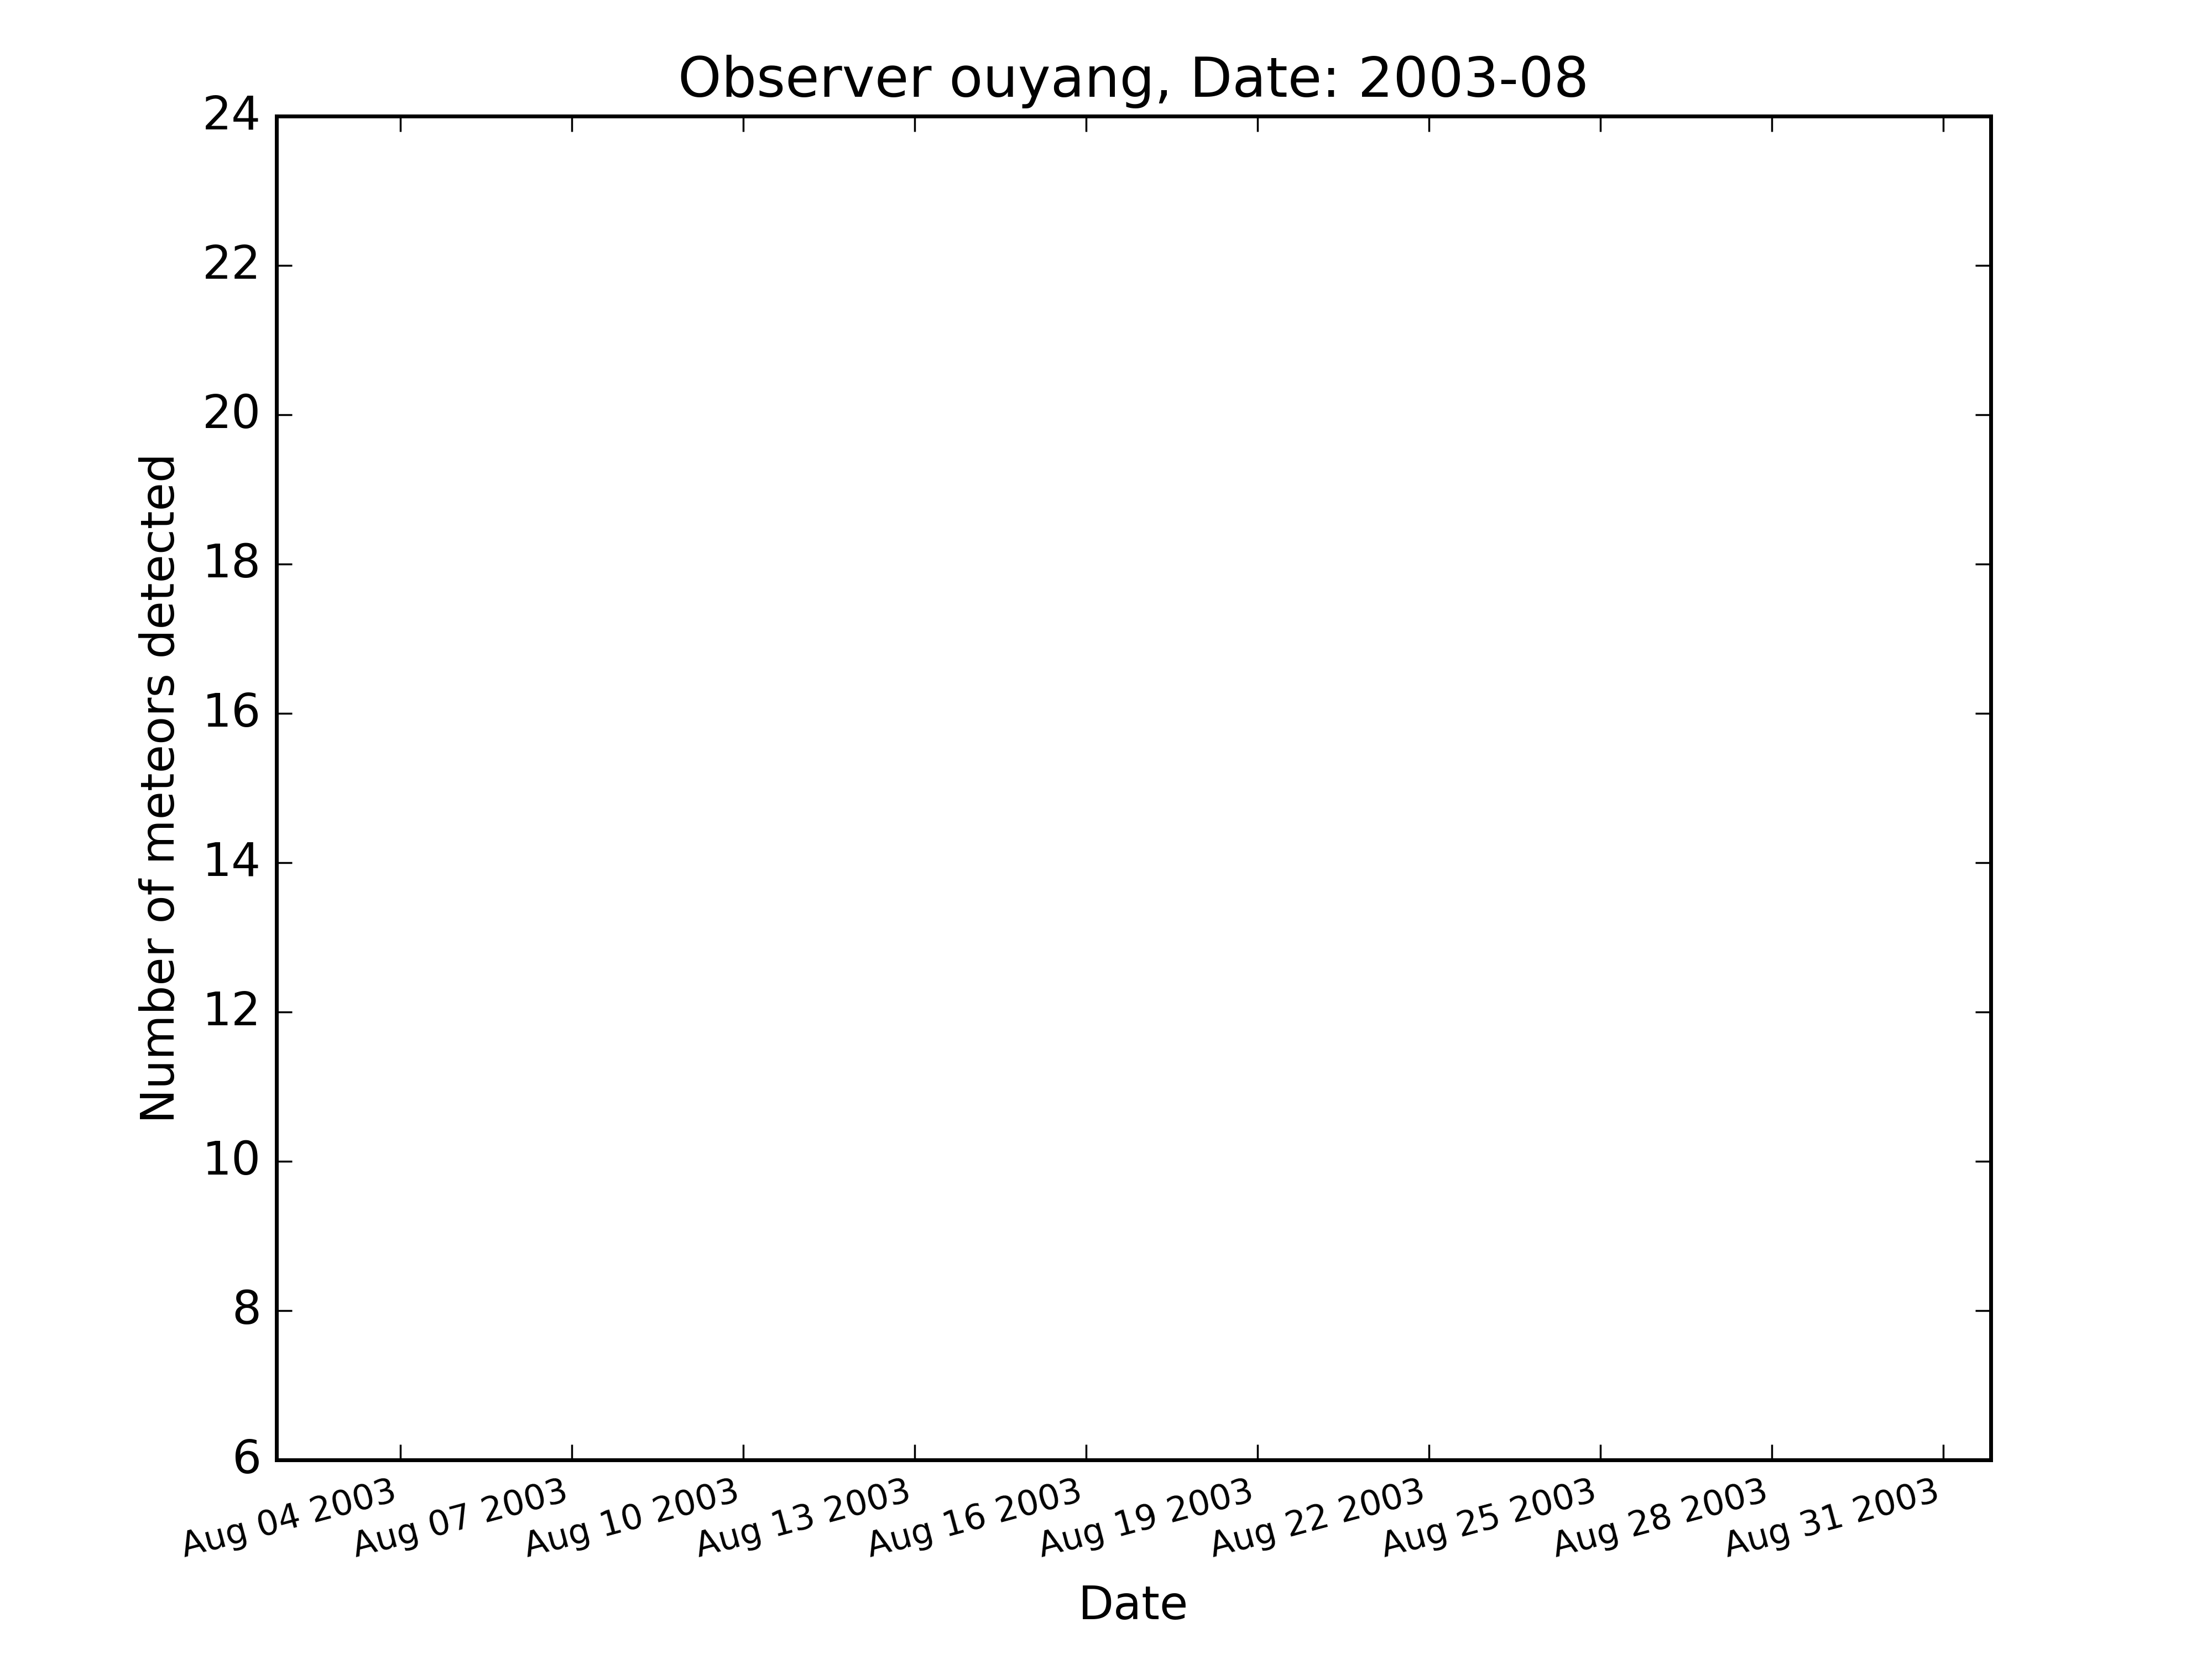 Observer ouyang, Date: 2003-08
24
22
20
18
16
14
12
10
8
6
Number of meteors detected
Aug 04 2003
Aug 07 2003
Aug 10 2003
Aug 13 2003
Aug 16 2003
Aug 19 2003
Aug 22 2003
Aug 25 2003
Aug 28 2003
Aug 31 2003
Date